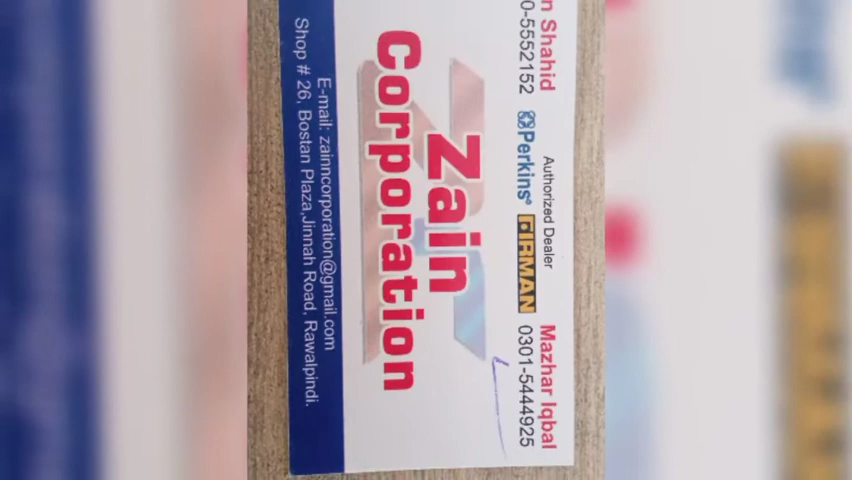 n Shahid
0-5552152
Authorized Dealer
Perkins®
FIRMAN
Mazhar Iqbal
0301-5444925
Zain
Corporation
E-mail: zainncorporation@gmail.com
Shop # 26, Bostan Plaza,Jinnah Road, Rawalpindi.